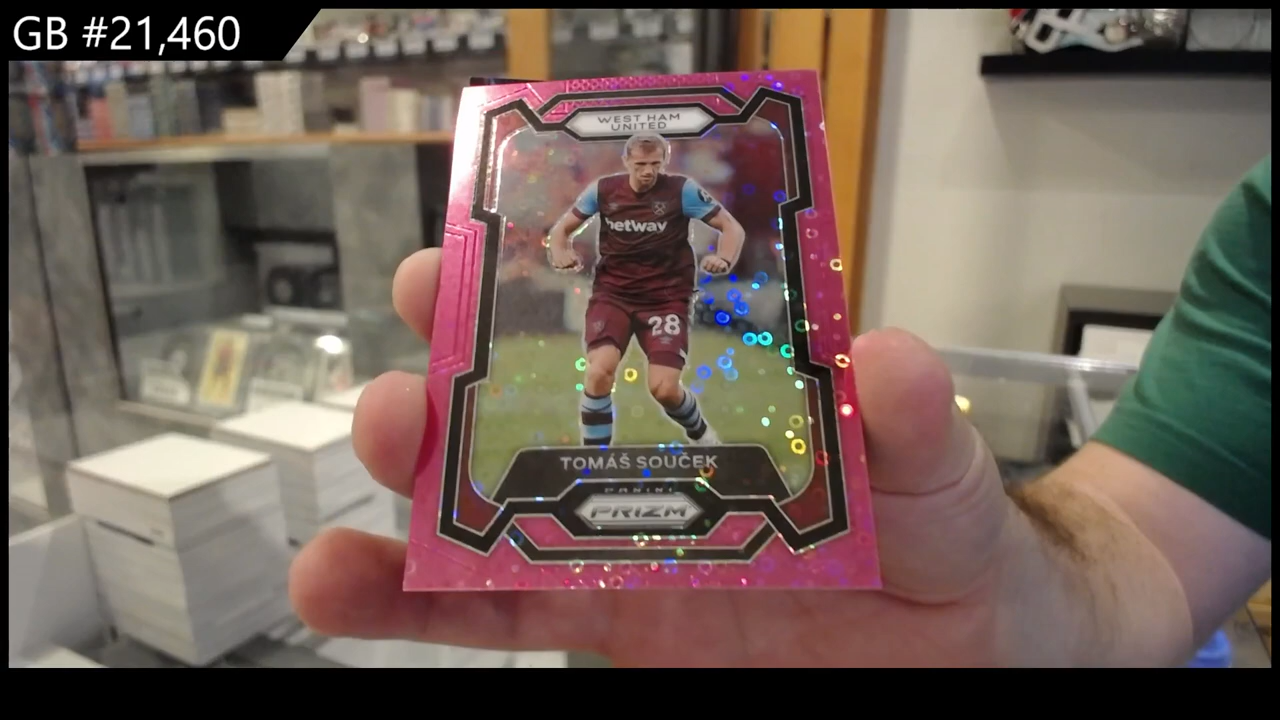 GB #21,460
WEST HAM
UNITED
betway
28
TOMÁŠ SOUČEK
PANINI
PRIZM